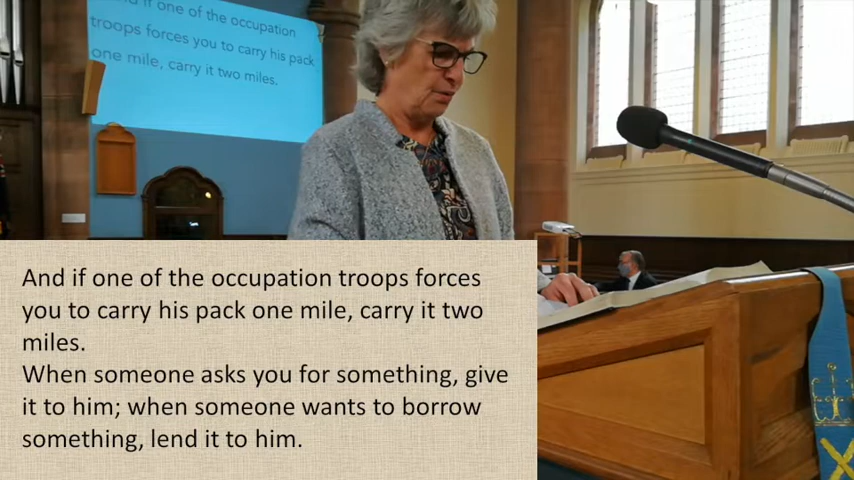 if one of the occupation
troops forces you to carry his pack
one mile, carry it two miles.
And if one of the occupation troops forces
you to carry his pack one mile, carry it two
miles.
When someone asks you for something, give
it to him; when someone wants to borrow
something, lend it to him.